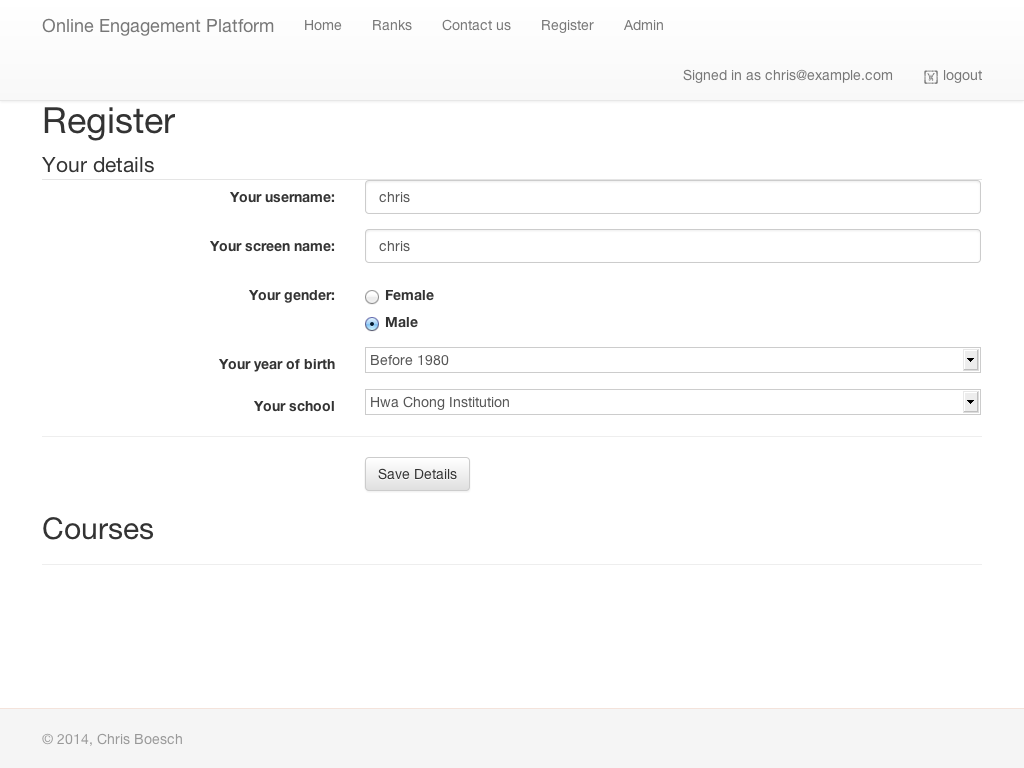 Online Engagement Platform Home Ranks Contact us Register Admin
Signed in as chris@example.com logout
Register
Your details
Your username: chris
Your screen name: chris
Your gender: Female
Male
Your year of birth Before 1980
Your school Hwa Chong Institution
Save Details
Courses
© 2014, Chris Boesch